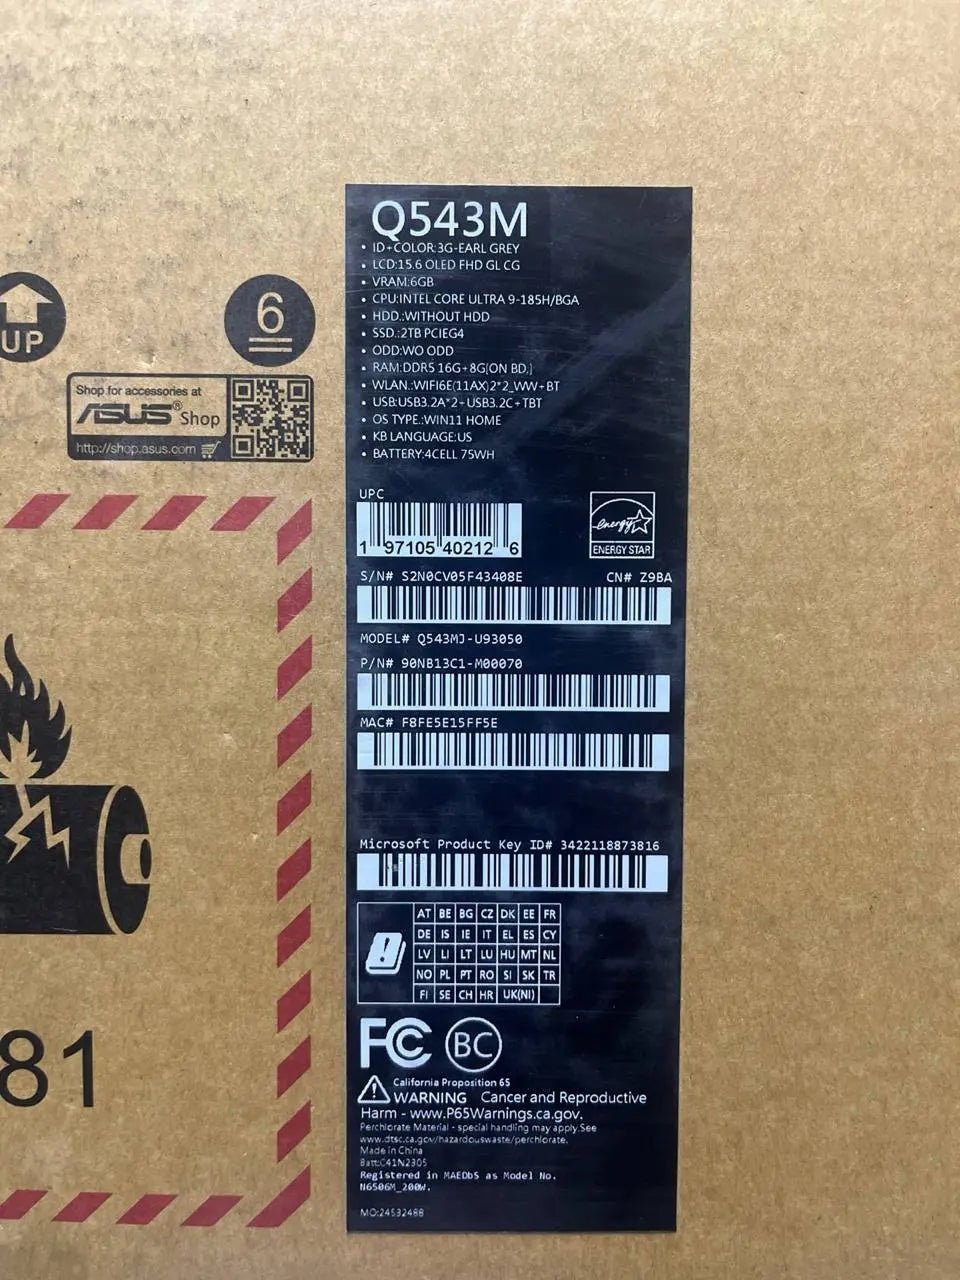 Q543M
• ID+COLOR:3G-EARL GREY
• LCD:15.6 OLED FHD GL CG
• VRAM:6GB
• CPU:INTEL CORE ULTRA 9-185H/BGA
• HDD.:WITHOUT HDD
• SSD.:2TB PCIEG4
• ODD:WO ODD
• RAM:DDR5 16G+8G[ON BD.]
• WLAN.:WIFI6E(11AX)2*2_WW+BT
• USB:USB3.2A*2+USB3.2C+TBT
• OS TYPE.:WIN11 HOME
• KB LANGUAGE:US
• BATTERY:4CELL 75WH
UP
6
Shop for accessories at
ASUS® Shop
http://shop.asus.com
UPC
1 97105 40212 6
energy
ENERGY STAR
S/N# S2N0CV05F43408E CN# Z9BA
MODEL# Q543MJ-U93050
P/N# 90NB13C1-M00070
MAC# F8FE5E15FF5E
Microsoft Product Key ID# 3422118873816
AT BE BG CZ DK EE FR
DE IS IE IT EL ES CY
LV LI LT LU HU MT NL
NO PL PT RO SI SK TR
FI SE CH HR UK(NI)
FC BC
California Proposition 65
WARNING Cancer and Reproductive
Harm - www.P65Warnings.ca.gov.
Perchlorate Material - special handling may apply.See
www.dtsc.ca.gov/hazardouswaste/perchlorate.
Made in China
Batt:C41N2305
Registered in MAEDbS as Model No.
N6506M_200W.
MO:24532488
81